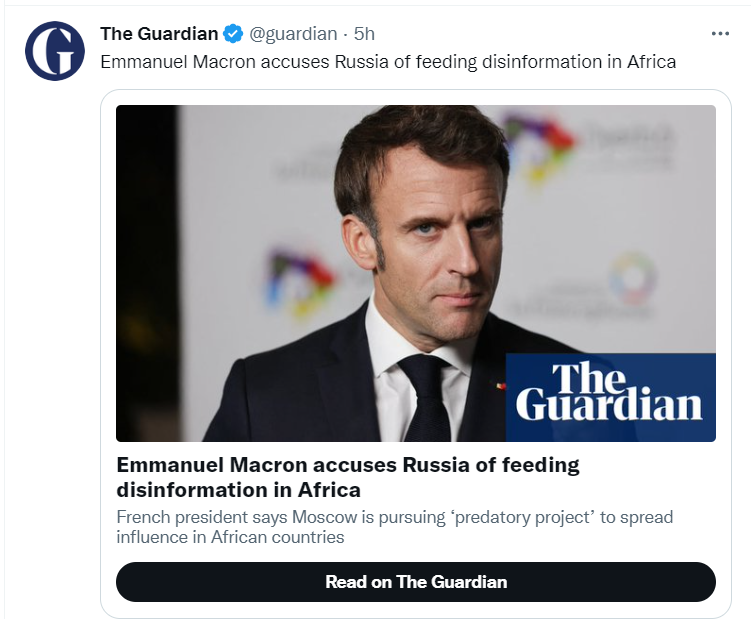 The Guardian @guardian · 5h
Emmanuel Macron accuses Russia of feeding disinformation in Africa
The
Guardian
Emmanuel Macron accuses Russia of feeding
disinformation in Africa
French president says Moscow is pursuing ‘predatory project’ to spread
influence in African countries
Read on The Guardian